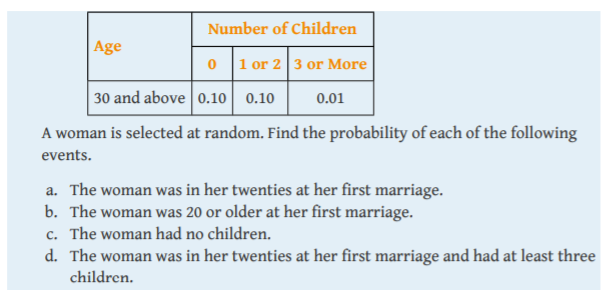 Number of Children
Age
0 1 or 2 3 or More
30 and above 0.10 0.10 0.01
A woman is selected at random. Find the probability of each of the following
events.
a. The woman was in her twenties at her first marriage.
b. The woman was 20 or older at her first marriage.
c. The woman had no children.
d. The woman was in her twenties at her first marriage and had at least three
children.